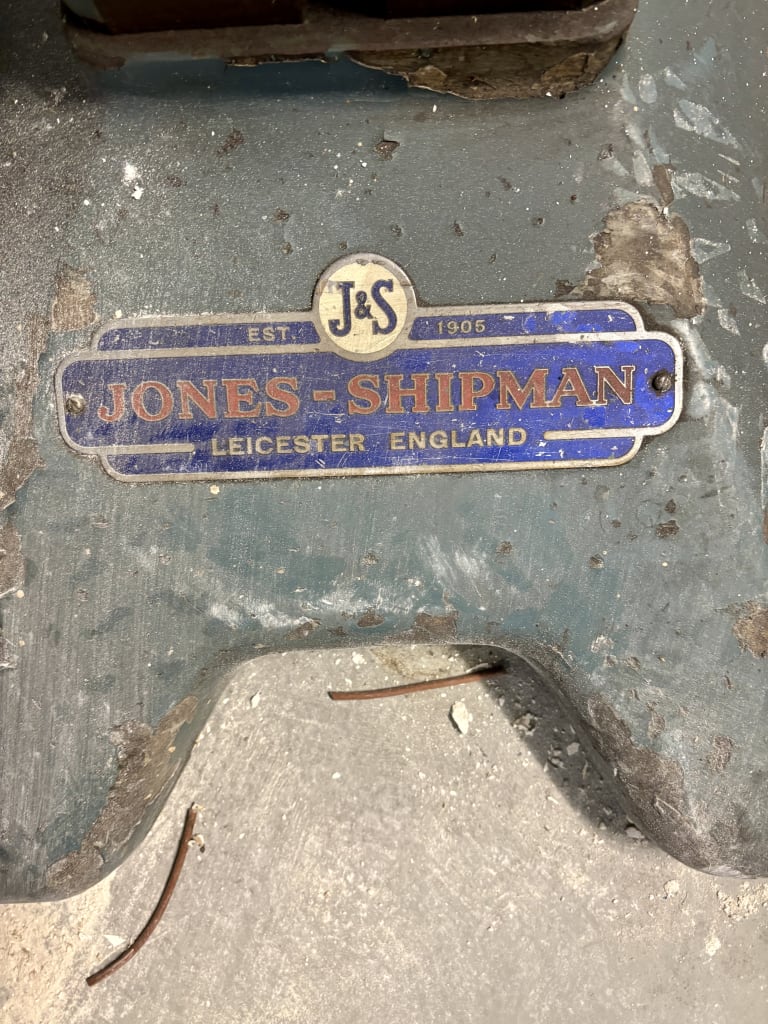 J&S
EST. 1905
JONES-SHIPMAN
LEICESTER ENGLAND